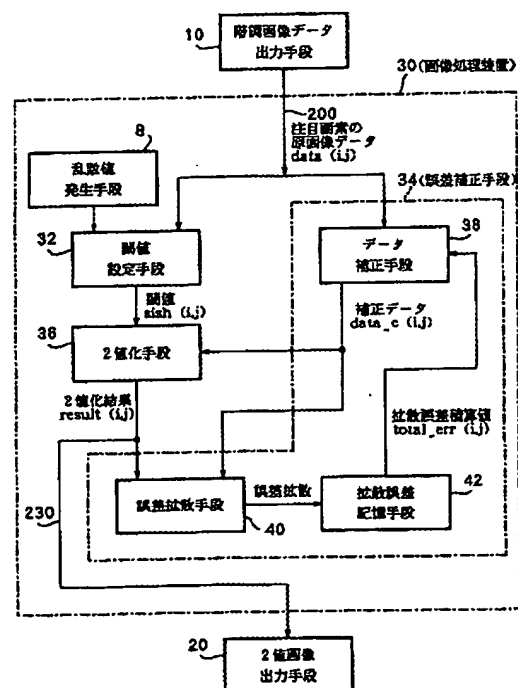 10
階調画像データ
出力手段
30(画像処理装置)
200
注目画素の
原画像データ
data (i,j)
8
乱数値
発生手段
34(誤差補正手段)
32
閾値
設定手段
38
データ
補正手段
閾値
slsh (i,j)
補正データ
data_c (i,j)
36
2値化手段
2値化結果
result (i,j)
拡散誤差積算値
total_err (i,j)
230
誤差拡散手段
40
誤差拡散
拡散誤差
記憶手段
42
20
2値画像
出力手段